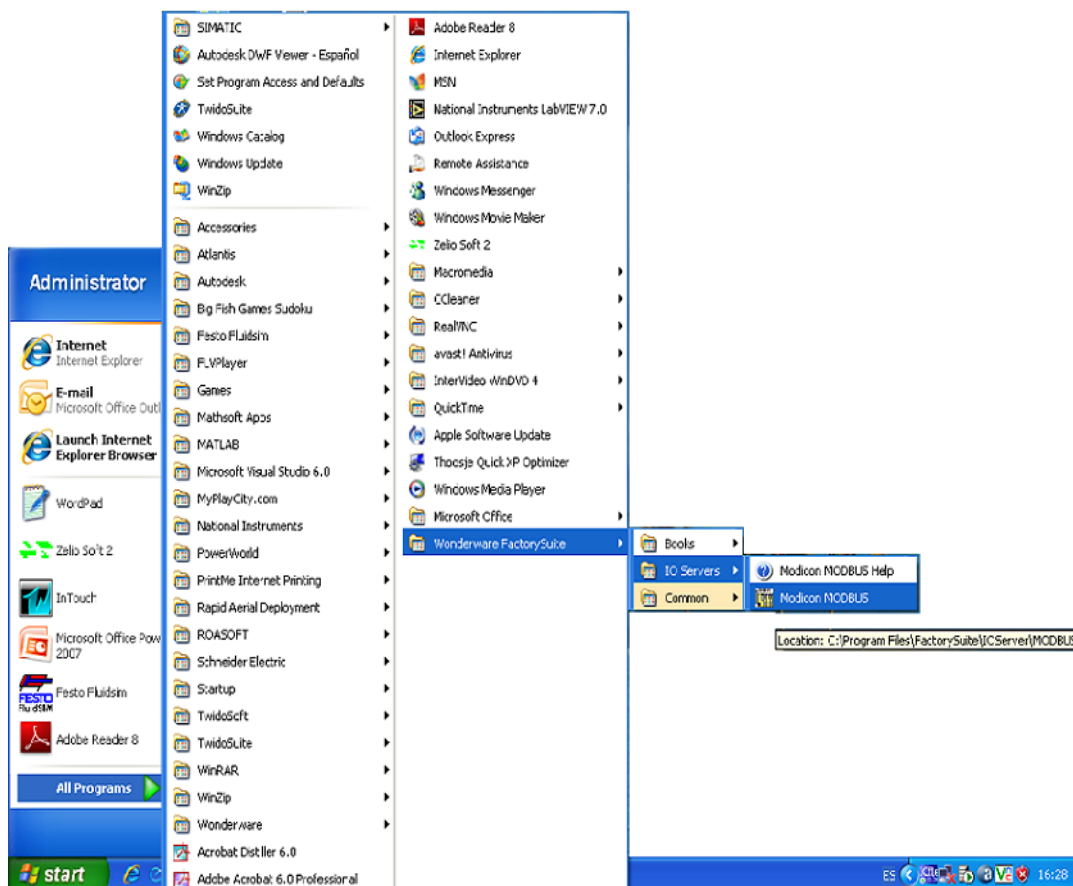 Administrator
Internet
Internet Explorer
E-mail
Microsoft Office Outl
Launch Internet
Explorer Browser
WordPad
Zelio Soft 2
InTouch
Microsoft Office Pow
2007
Festo Fluidsim
Adobe Reader 8
All Programs
start
SIMATIC
Autodesk DWF Viewer - Español
Set Program Access and Defaults
TwidoSuite
Windows Catalog
Windows Update
WinZip
Accessories
Atlantis
Autodesk
Big Fish Games Sudoku
Festo Fluidsim
FLVPlayer
Games
Mathsoft Apps
MATLAB
Microsoft Visual Studio 6.0
MyPlayCity.com
National Instruments
PowerWorld
PrintMe Internet Printing
Rapid Aerial Deployment
ROASOFT
Schneider Electric
Startup
TwidoSoft
TwidoSuite
WinRAR
WinZip
Wonderware
Acrobat Distiller 6.0
Adobe Acrobat 6.0 Professional
Adobe Reader 8
Internet Explorer
MSN
National Instruments LabVIEW 7.0
Outlook Express
Remote Assistance
Windows Messenger
Windows Movie Maker
Zelio Soft 2
Macromedia
CCleaner
RealVNC
avast! Antivirus
InterVideo WinDVD 4
QuickTime
Apple Software Update
Thoosje Quick XP Optimizer
Windows Media Player
Microsoft Office
Wonderware FactorySuite
Books
IO Servers
Common
Modicon MODBUS Help
Modicon MODBUS
Location: C:\Program Files\FactorySuite\IOServer\MODBUS
ES
16:28